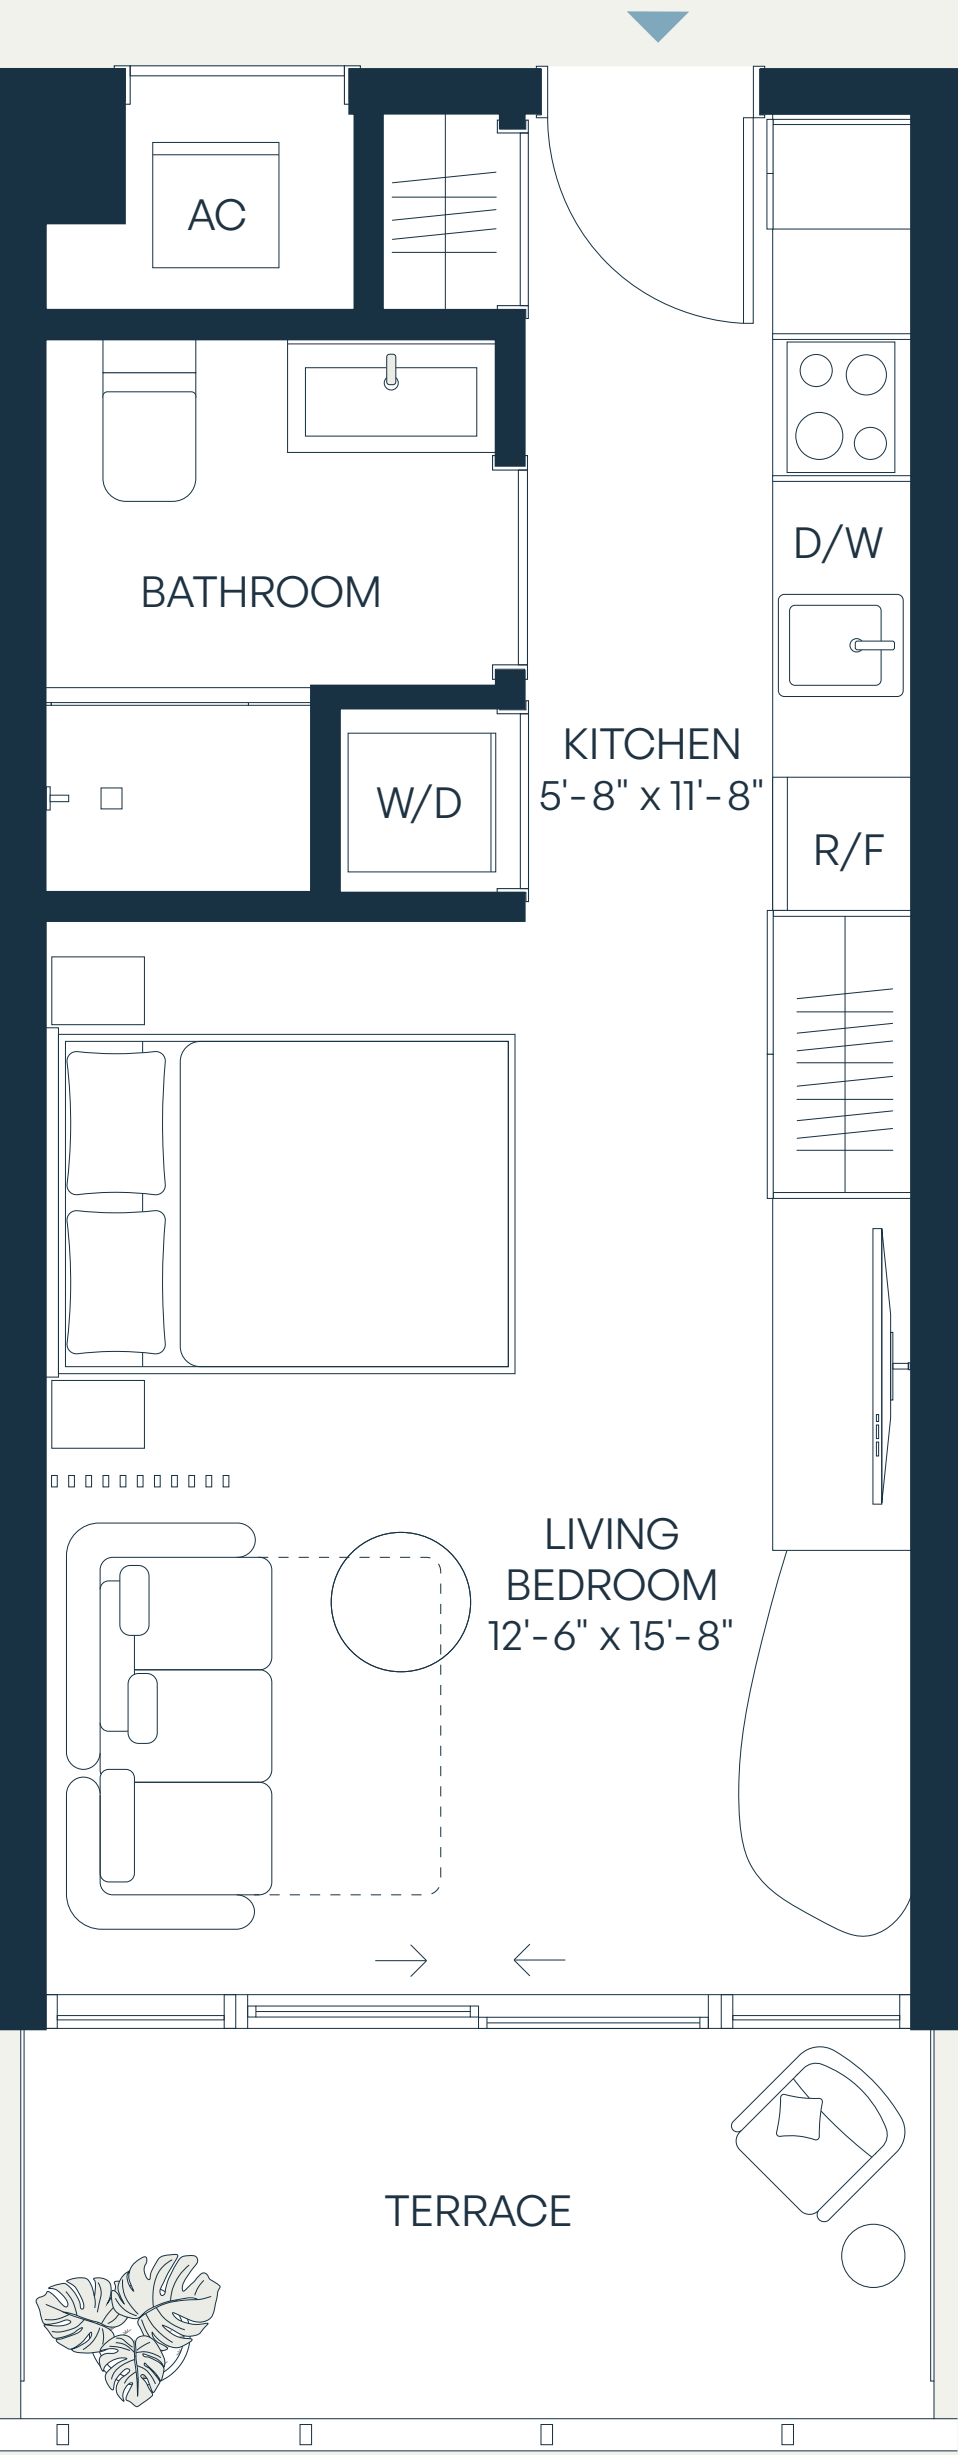 AC
D/W
BATHROOM
KITCHEN
5'-8" x 11'-8"
W/D
R/F
LIVING
BEDROOM
12'-6" x 15'-8"
TERRACE